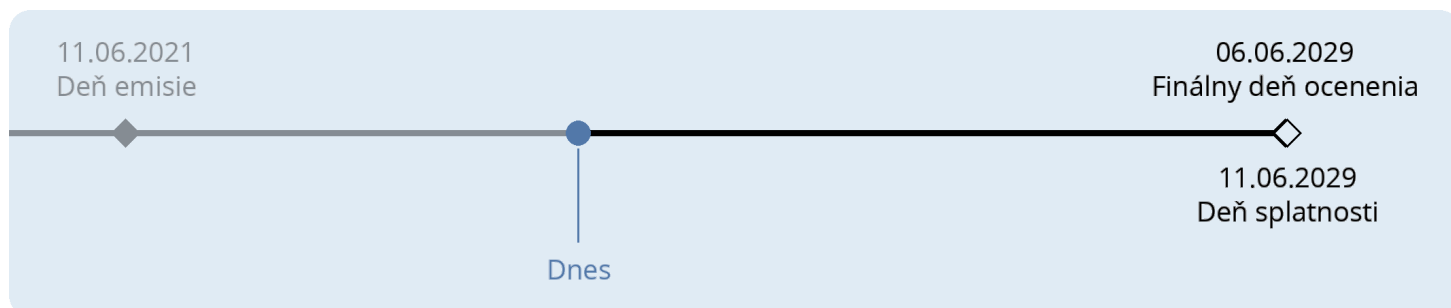 11.06.2021
Deň emisie
06.06.2029
Finálny deň ocenenia
11.06.2029
Deň splatnosti
Dnes